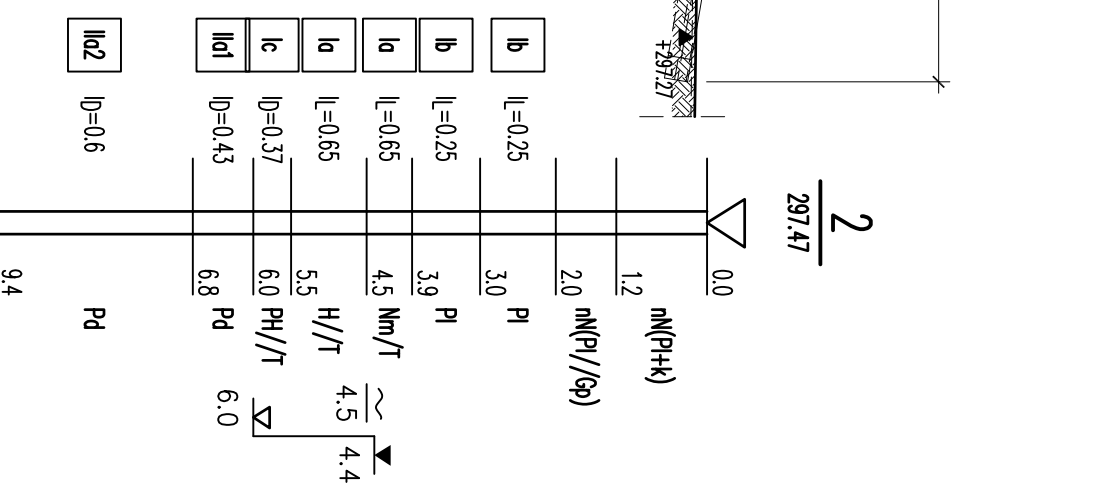 2
297.47
+297.27
0.0
nN(Pl+k)
1.2
nN(Pl//Gp)
2.0
Ib
IL=0.25
Pl
3.0
Ib
IL=0.25
Pl
3.9
Ia
IL=0.65
Nm/T
4.5
Ia
IL=0.65
H//T
5.5
Ic
ID=0.37
PH//T
6.0
IIa1
ID=0.43
Pd
6.8
IIa2
ID=0.6
Pd
9.4
~
4.5
4.4
6.0